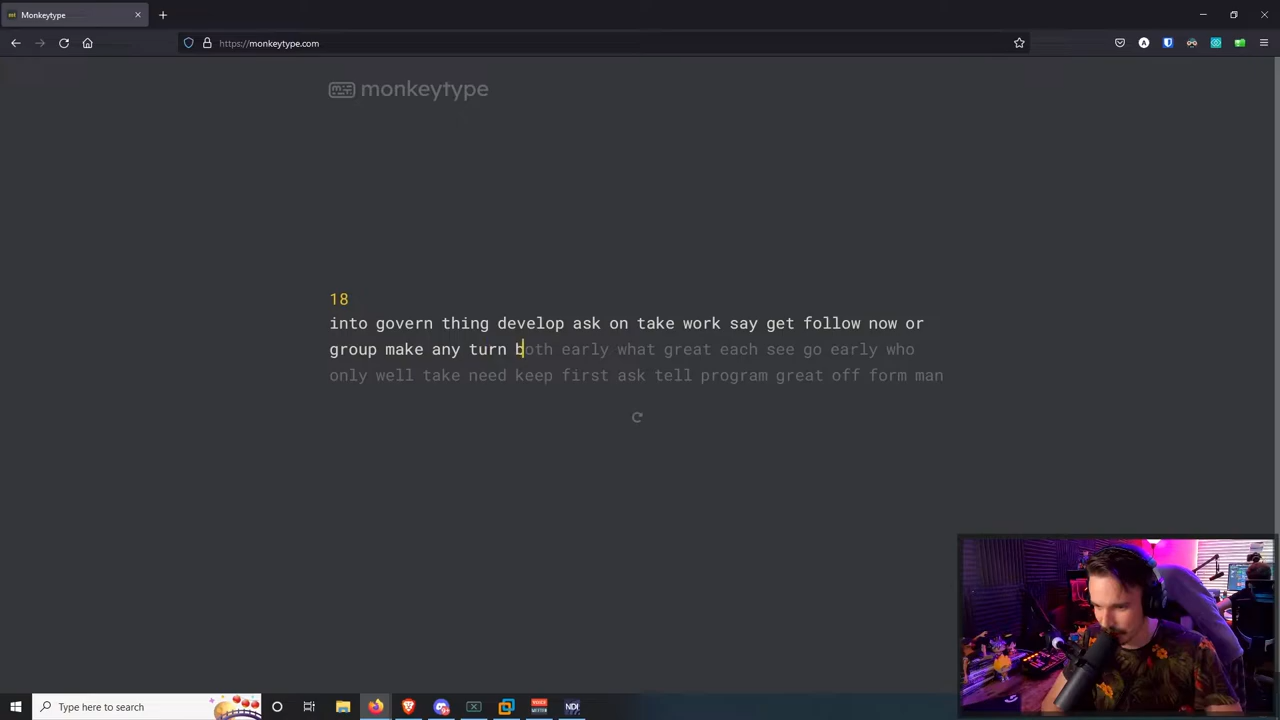 Monkeytype
https://monkeytype.com
monkeytype
18
into govern thing develop ask on take work say get follow now or
group make any turn both early what great each see go early who
only well take need keep first ask tell program great off form man
Type here to search